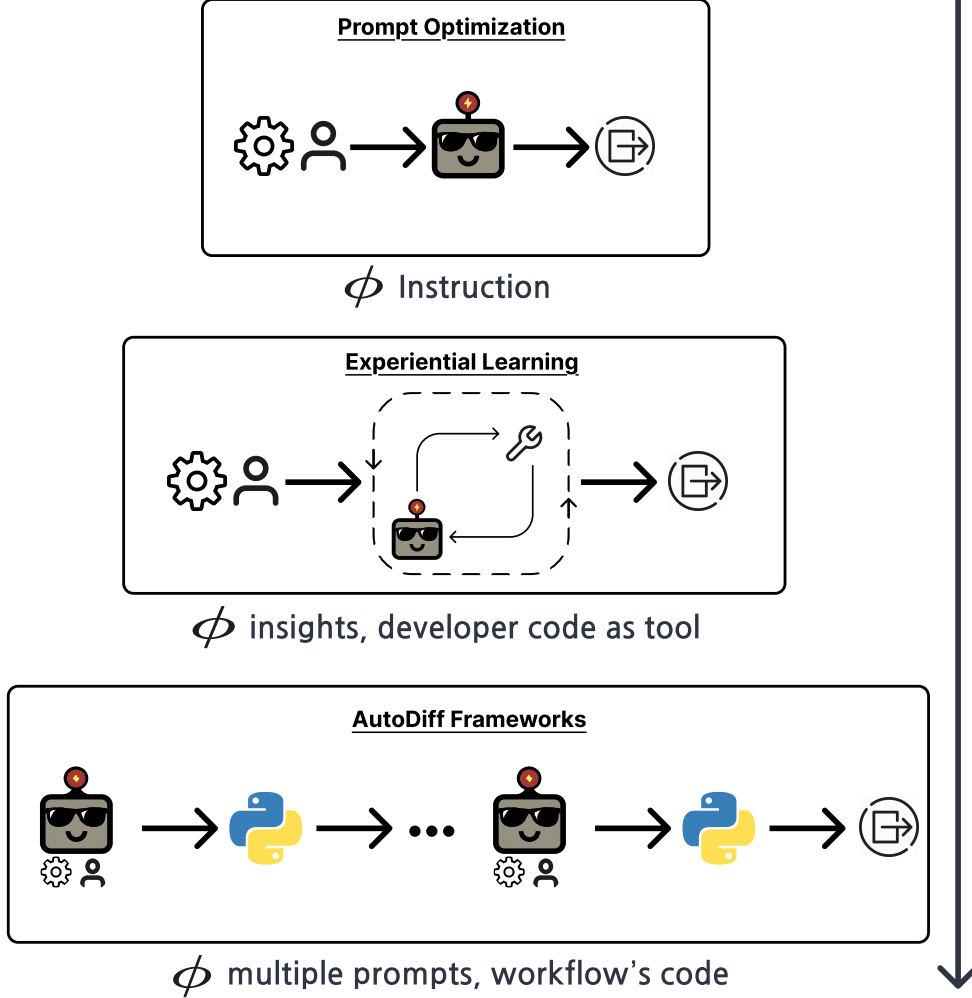 Prompt Optimization
ϕ Instruction
Experiential Learning
ϕ insights, developer code as tool
AutoDiff Frameworks
ϕ multiple prompts, workflow's code